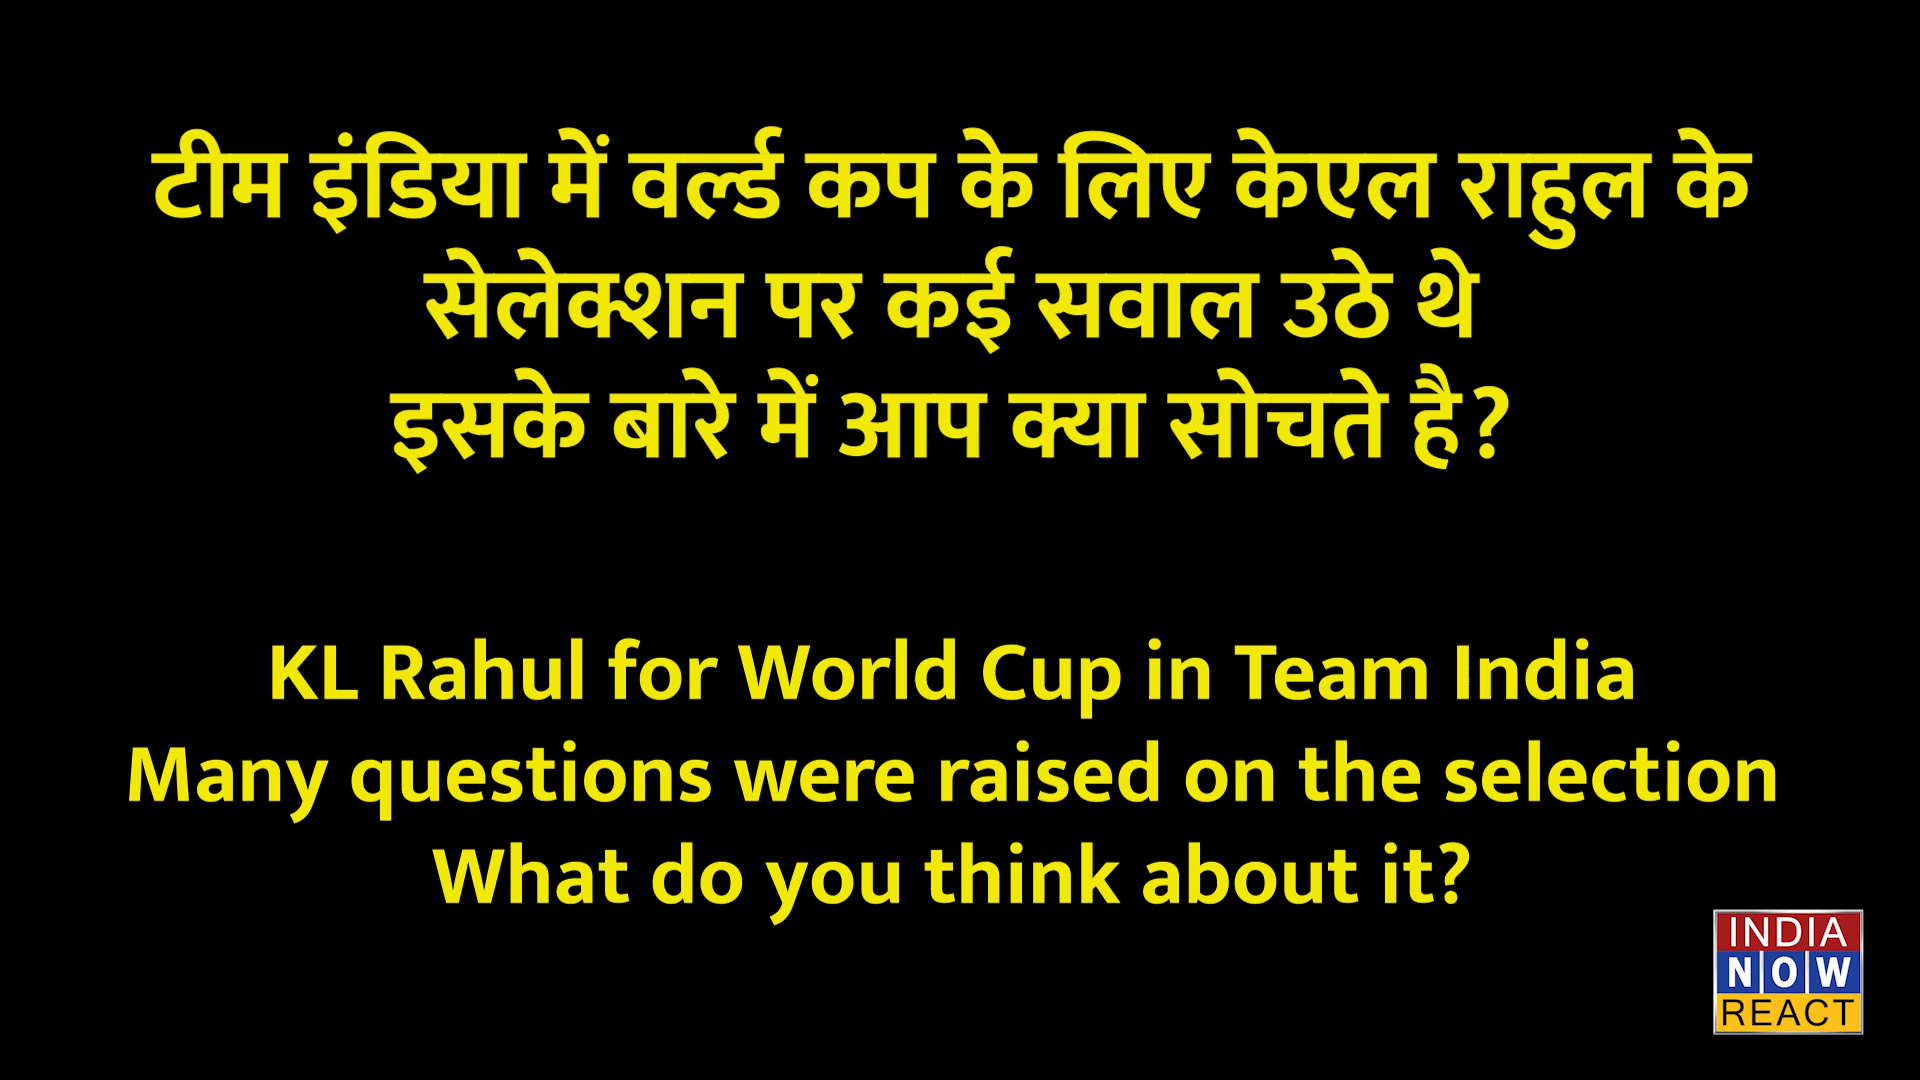 टीम इंडिया में वर्ल्ड कप के लिए केएल राहुल के
सेलेक्शन पर कई सवाल उठे थे
इसके बारे में आप क्या सोचते है?
KL Rahul for World Cup in Team India
Many questions were raised on the selection
What do you think about it?
INDIA
NOW
REACT